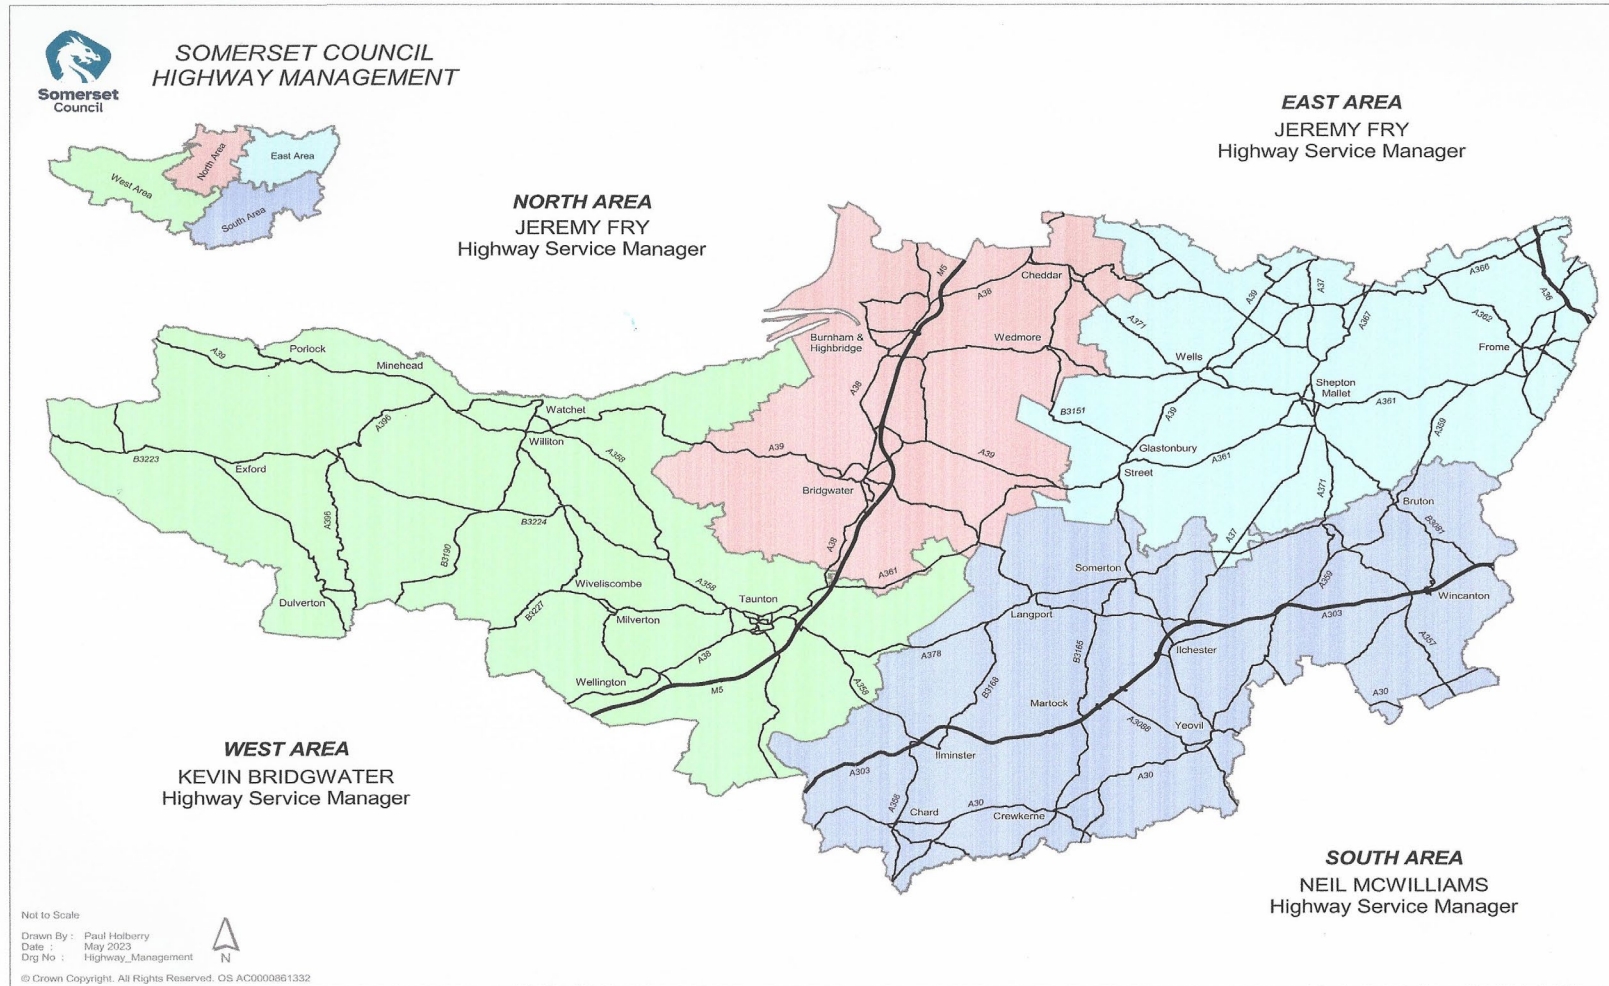 SOMERSET COUNCIL
HIGHWAY MANAGEMENT
Somerset
Council
West Area
North Area
East Area
South Area
EAST AREA
JEREMY FRY
Highway Service Manager
NORTH AREA
JEREMY FRY
Highway Service Manager
M5
A38
Cheddar
A371
A39
A37
A367
A366
A36
A362
Frome
Burnham &
Highbridge
Wedmore
Wells
Shepton
Mallet
A361
A359
A38
B3151
A39
A39
Porlock
Minehead
A396
Watchet
Williton
A358
A39
A39
Glastonbury
A361
Street
A371
B3223
Exford
Bridgwater
Bruton
B3081
A396
B3224
B3190
A38
A37
M5
A361
Somerton
A359
Wiveliscombe
A358
Dulverton
B3227
Milverton
Taunton
Langport
A303
Wincanton
A357
A378
B3165
Ilchester
A38
Wellington
M5
A358
B3168
Martock
A3088
Yeovil
A30
Ilminster
A303
A30
A358
Chard
A30
Crewkerne
WEST AREA
KEVIN BRIDGWATER
Highway Service Manager
SOUTH AREA
NEIL MCWILLIAMS
Highway Service Manager
Not to Scale
Drawn By : Paul Holberry
Date : May 2023
Drg No : Highway_Management
N
© Crown Copyright. All Rights Reserved. OS AC0000861332